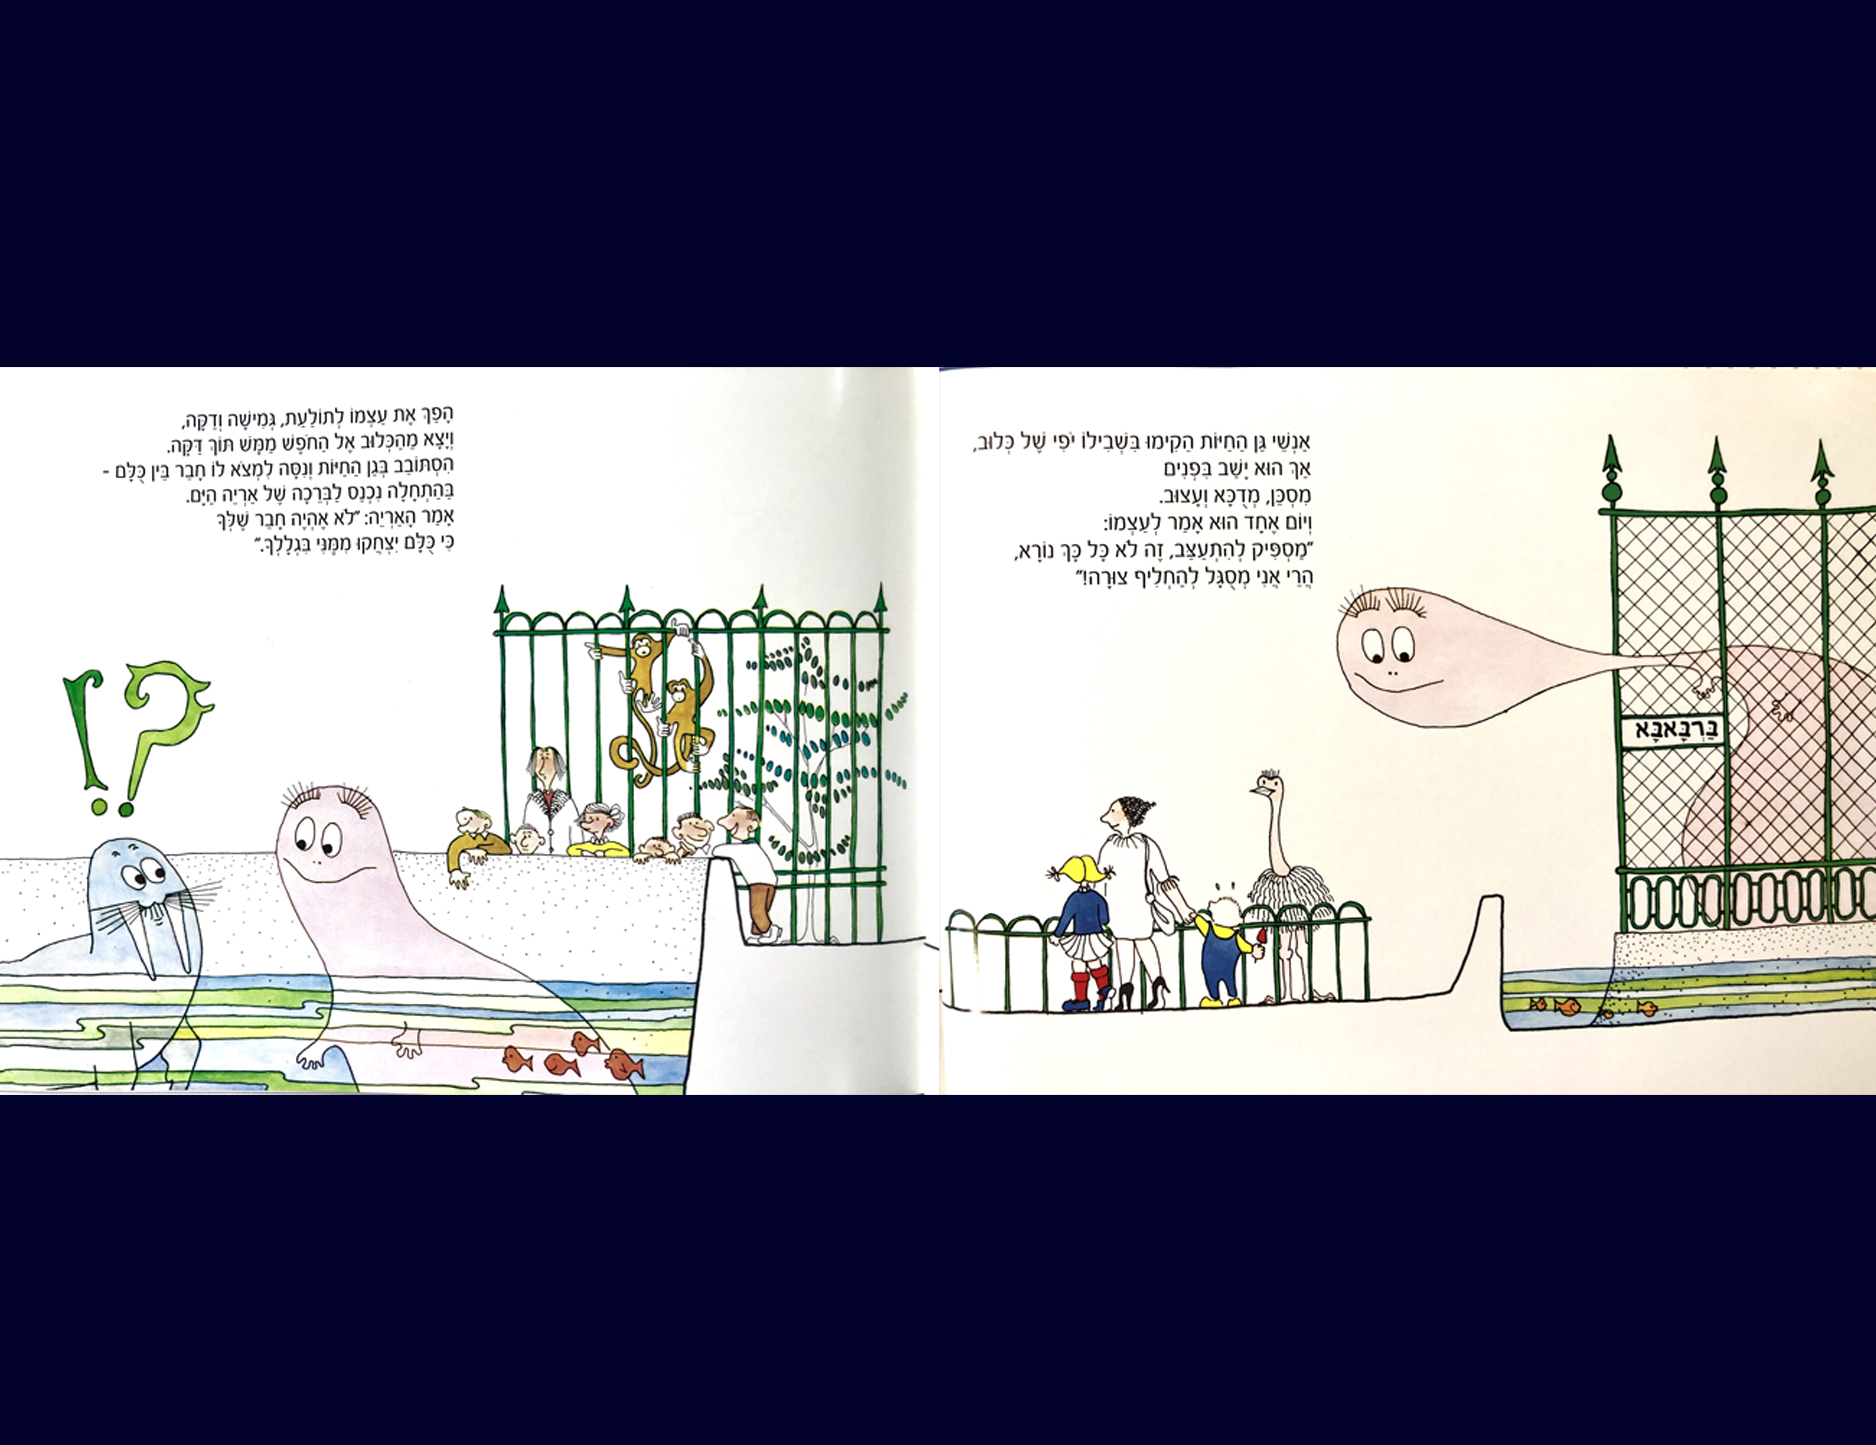 אַנְשֵׁי גַּן הַחַיּוֹת הֵקִימוּ בִּשְׁבִילוֹ יֹפִי שֶׁל כְּלוּב,
אַךְ הוּא יָשַׁב בִּפְנִים
מִסְכֵּן, מְדֻכָּא וְעָצוּב.
וְיוֹם אֶחָד הוּא אָמַר לְעַצְמוֹ:
"מַסְפִּיק לְהִתְעַצֵּב, זֶה לֹא כָּל כָּךְ נוֹרָא,
הֲרֵי אֲנִי מְסֻגָּל לְהַחְלִיף צוּרָה!"
בַּרְבָּאבָּא
הָפַךְ אֶת עַצְמוֹ לְתוֹלַעַת, גְּמִישָׁה וְדַקָּה,
וְיָצָא מֵהַכְּלוּב אֶל הַחֹפֶשׁ מַמָּשׁ תּוֹךְ דַּקָּה.
הִסְתּוֹבֵב בְּגַן הַחַיּוֹת וְנִסָּה לִמְצֹא לוֹ חָבֵר בֵּין כֻּלָּם -
בַּהַתְחָלָה נִכְנַס לַבְּרֵכָה שֶׁל אַרְיֵה הַיָּם.
אָמַר הָאַרְיֵה: "לֹא אֶהְיֶה חָבֵר שֶׁלְּךָ
כִּי כֻּלָּם יִצְחֲקוּ מִמֶּנִּי בִּגְלָלְךָ."
!?